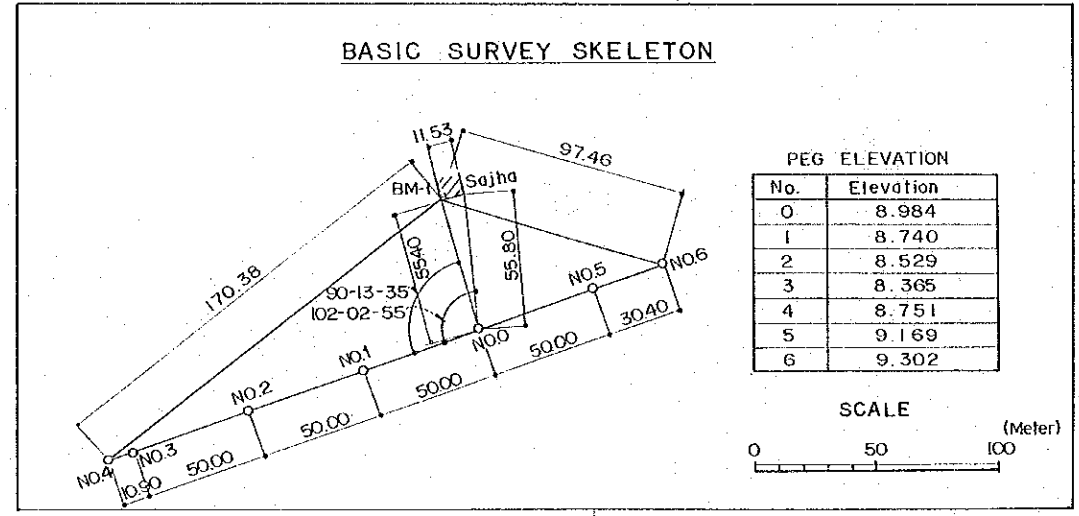 BASIC SURVEY SKELETON
11.53
97.46
BM-1
Sajha
170.38
55.40
55.80
90-13-35
102-02-55
NO.6
NO.5
NO.0
NO.1
NO.2
NO.3
NO.4
30.40
50.00
50.00
50.00
50.00
10.90
PEG ELEVATION
No. Elevation
0 8.984
1 8.740
2 8.529
3 8.365
4 8.751
5 9.169
6 9.302
SCALE
(Meter)
0 50 100